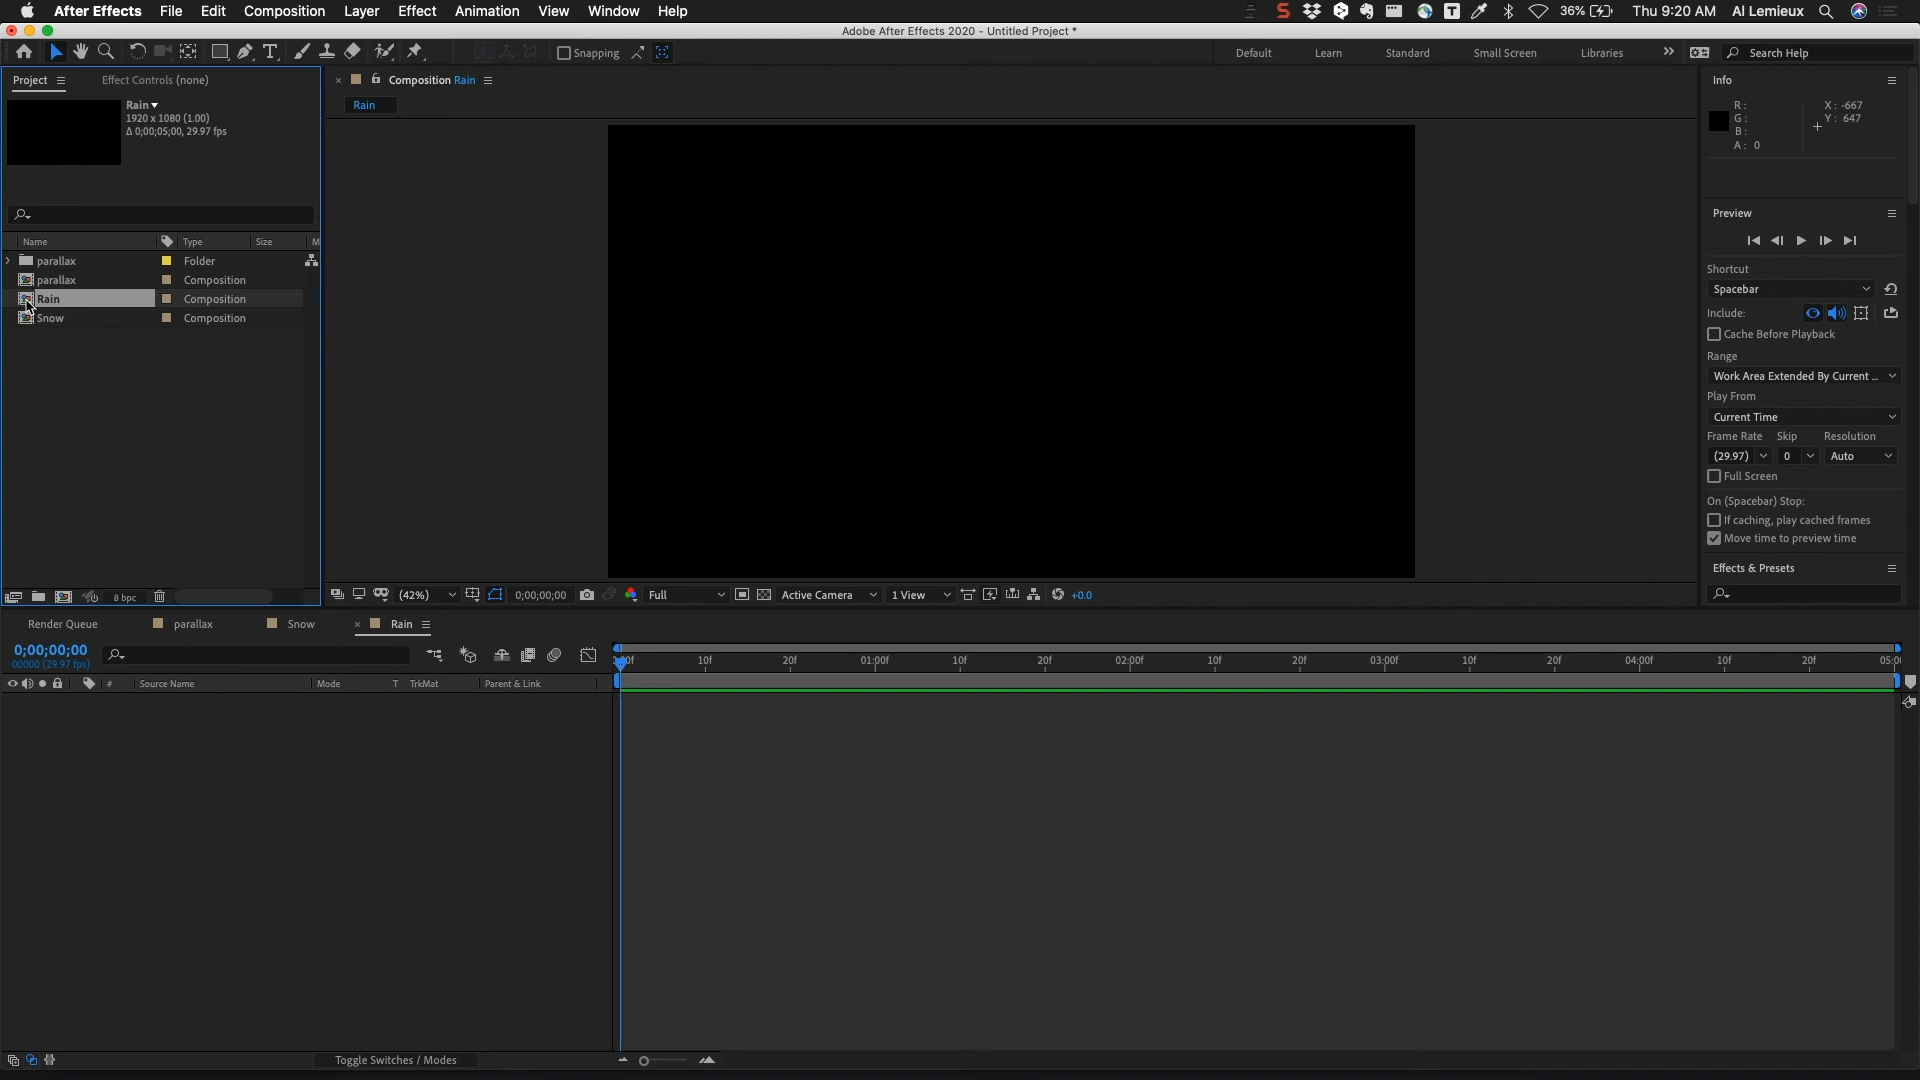 After Effects File Edit Composition Layer Effect Animation View Window Help 36% Thu 9:20 AM Al Lemieux
Adobe After Effects 2020 - Untitled Project *
Snapping Default Learn Standard Small Screen Libraries Search Help
Project Effect Controls (none)
Composition Rain
Info
Rain
1920 x 1080 (1.00)
Δ 0;00;05;00, 29.97 fps
Rain
R: X: -667
G: Y: 647
B:
A: 0
Preview
Name Type Size M
parallax Folder
parallax Composition
Rain Composition
Snow Composition
Shortcut
Spacebar
Include:
Cache Before Playback
Range
Work Area Extended By Current ...
Play From
Current Time
Frame Rate Skip Resolution
(29.97) 0 Auto
Full Screen
On (Spacebar) Stop:
If caching, play cached frames
Move time to preview time
Effects & Presets
8 bpc
(42%) 0;00;00;00 Full Active Camera 1 View +0.0
Render Queue parallax Snow Rain
0;00;00;00
00000 (29.97 fps)
10f 20f 01:00f 10f 20f 02:00f 10f 20f 03:00f 10f 20f 04:00f 10f 20f
# Source Name Mode T TrkMat Parent & Link
Toggle Switches / Modes